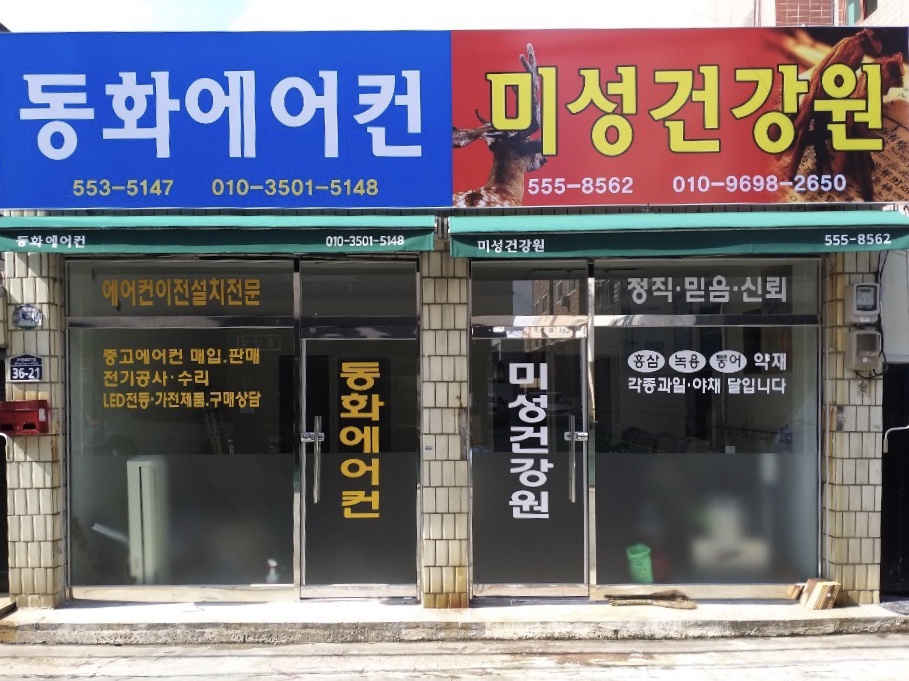 동화에어컨
553-5147 010-3501-5148
미성건강원
555-8562 010-9698-2650
동화에어컨 010-3501-5148
미성건강원 555-8562
에어컨이전설치전문
중고에어컨 매입.판매
전기공사·수리
LED전등·가전제품.구매상담
동화에어컨
미성건강원
정직·믿음·신뢰
홍삼 녹용 붕어 약재
각종과일·야채 달입니다
36-21